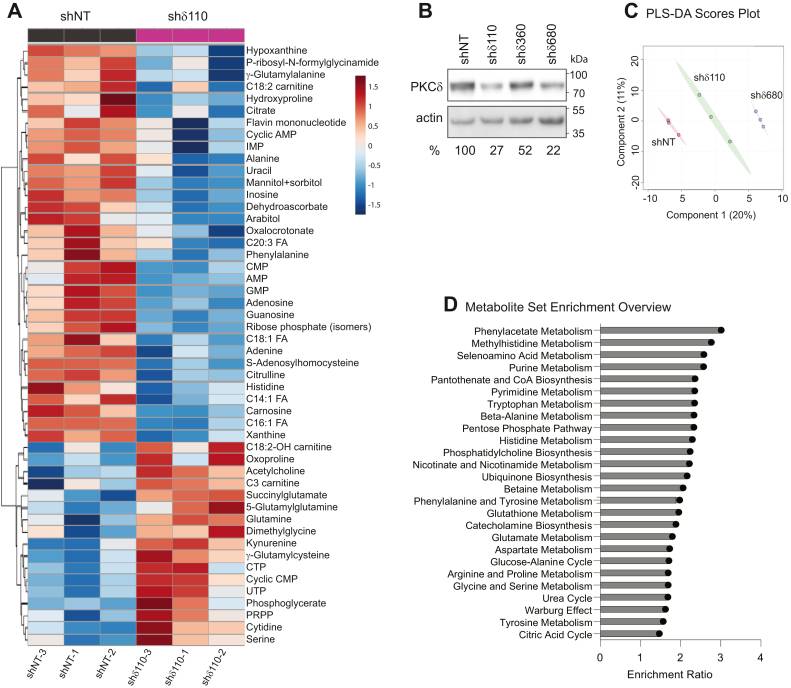 A
shNT
shδ110
Hypoxanthine
P-ribosyl-N-formylglycinamide
γ-Glutamylalanine
C18:2 carnitine
Hydroxyproline
Citrate
Flavin mononucleotide
Cyclic AMP
IMP
Alanine
Uracil
Mannitol+sorbitol
Inosine
Dehydroascorbate
Arabitol
Oxalocrotonate
C20:3 FA
Phenylalanine
CMP
AMP
GMP
Adenosine
Guanosine
Ribose phosphate (isomers)
C18:1 FA
Adenine
S-Adenosylhomocysteine
Citrulline
Histidine
C14:1 FA
Carnosine
C16:1 FA
Xanthine
C18:2-OH carnitine
Oxoproline
Acetylcholine
C3 carnitine
Succinylglutamate
5-Glutamylglutamine
Glutamine
Dimethylglycine
Kynurenine
γ-Glutamylcysteine
CTP
Cyclic CMP
UTP
Phosphoglycerate
PRPP
Cytidine
Serine
shNT-3
shNT-1
shNT-2
shδ110-3
shδ110-1
shδ110-2
1.5
1
0.5
0
-0.5
-1
-1.5
B
shNT
shδ110
shδ360
shδ680
kDa
PKCδ
100
70
actin
55
35
% 100 27 52 22
C
PLS-DA Scores Plot
Component 2 (11%)
20
10
0
-10
-20
shδ110
shδ680
shNT
-10 5 0 5 10
Component 1 (20%)
D
Metabolite Set Enrichment Overview
Phenylacetate Metabolism
Methylhistidine Metabolism
Selenoamino Acid Metabolism
Purine Metabolism
Pantothenate and CoA Biosynthesis
Pyrimidine Metabolism
Tryptophan Metabolism
Beta-Alanine Metabolism
Pentose Phosphate Pathway
Histidine Metabolism
Phosphatidylcholine Biosynthesis
Nicotinate and Nicotinamide Metabolism
Ubiquinone Biosynthesis
Betaine Metabolism
Phenylalanine and Tyrosine Metabolism
Glutathione Metabolism
Catecholamine Biosynthesis
Glutamate Metabolism
Aspartate Metabolism
Glucose-Alanine Cycle
Arginine and Proline Metabolism
Glycine and Serine Metabolism
Urea Cycle
Warburg Effect
Tyrosine Metabolism
Citric Acid Cycle
0 1 2 3 4
Enrichment Ratio